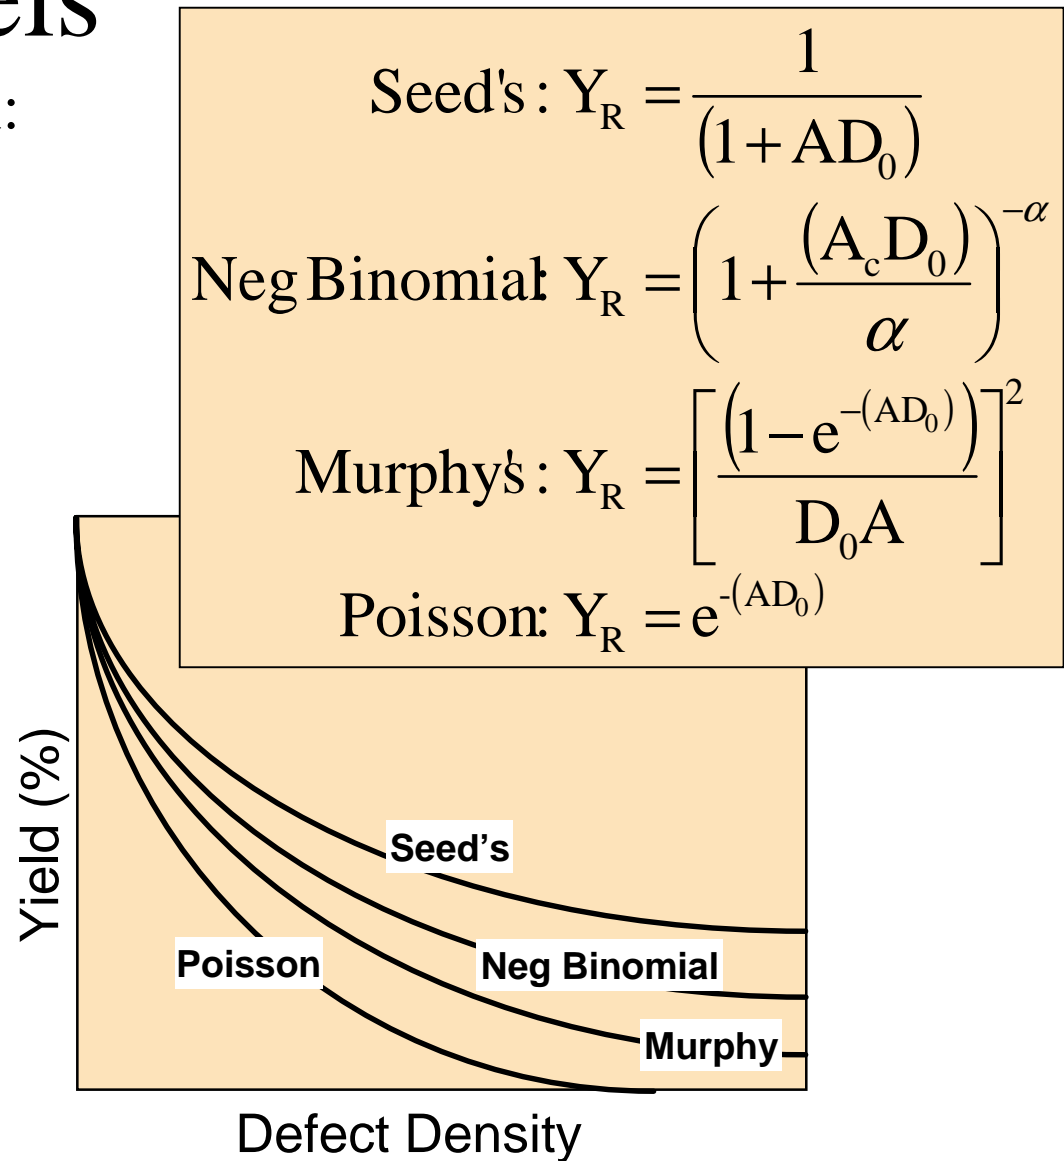 els
:
Seed's : Y_R = 1 / (1 + AD_0)
Neg Binomial: Y_R = (1 + (A_c D_0) / α)^{-α}
Murphy's : Y_R = [(1 − e^{−(AD_0)}) / D_0 A]^2
Poisson: Y_R = e^{-(AD_0)}
Yield (%)
Seed's
Poisson
Neg Binomial
Murphy
Defect Density